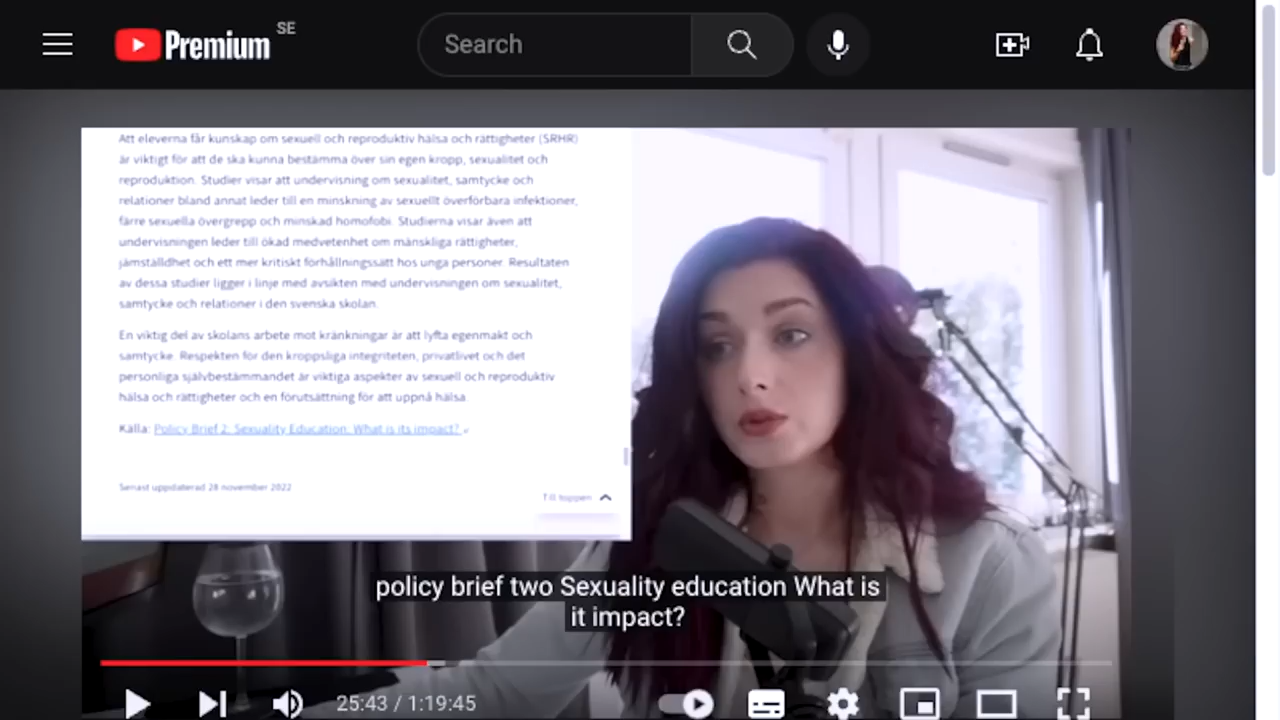 Premium SE
Search
Att eleverna får kunskap om sexuell och reproduktiv hälsa och rättigheter (SRHR)
är viktigt för att de ska kunna bestämma över sin egen kropp, sexualitet och
reproduktion. Studier visar att undervisning om sexualitet, samtycke och
relationer bland annat leder till en minskning av sexuellt överförbara infektioner,
färre sexuella övergrepp och minskad homofobi. Studierna visar även att
undervisningen leder till ökad medvetenhet om mänskliga rättigheter,
jämställdhet och ett mer kritiskt förhållningssätt hos unga personer. Resultaten
av dessa studier ligger i linje med avsikten med undervisningen om sexualitet,
samtycke och relationer i den svenska skolan.
En viktig del av skolans arbete mot kränkningar är att lyfta egenmakt och
samtycke. Respekten för den kroppsliga integriteten, privatlivet och det
personliga självbestämmandet är viktiga aspekter av sexuell och reproduktiv
hälsa och rättigheter och en förutsättning för att uppnå hälsa.
Källa: Policy Brief 2. Sexuality Education. What is its impact?
Senast uppdaterad 28 november 2022
Till toppen
policy brief two Sexuality education What is
it impact?
25:43 / 1:19:45